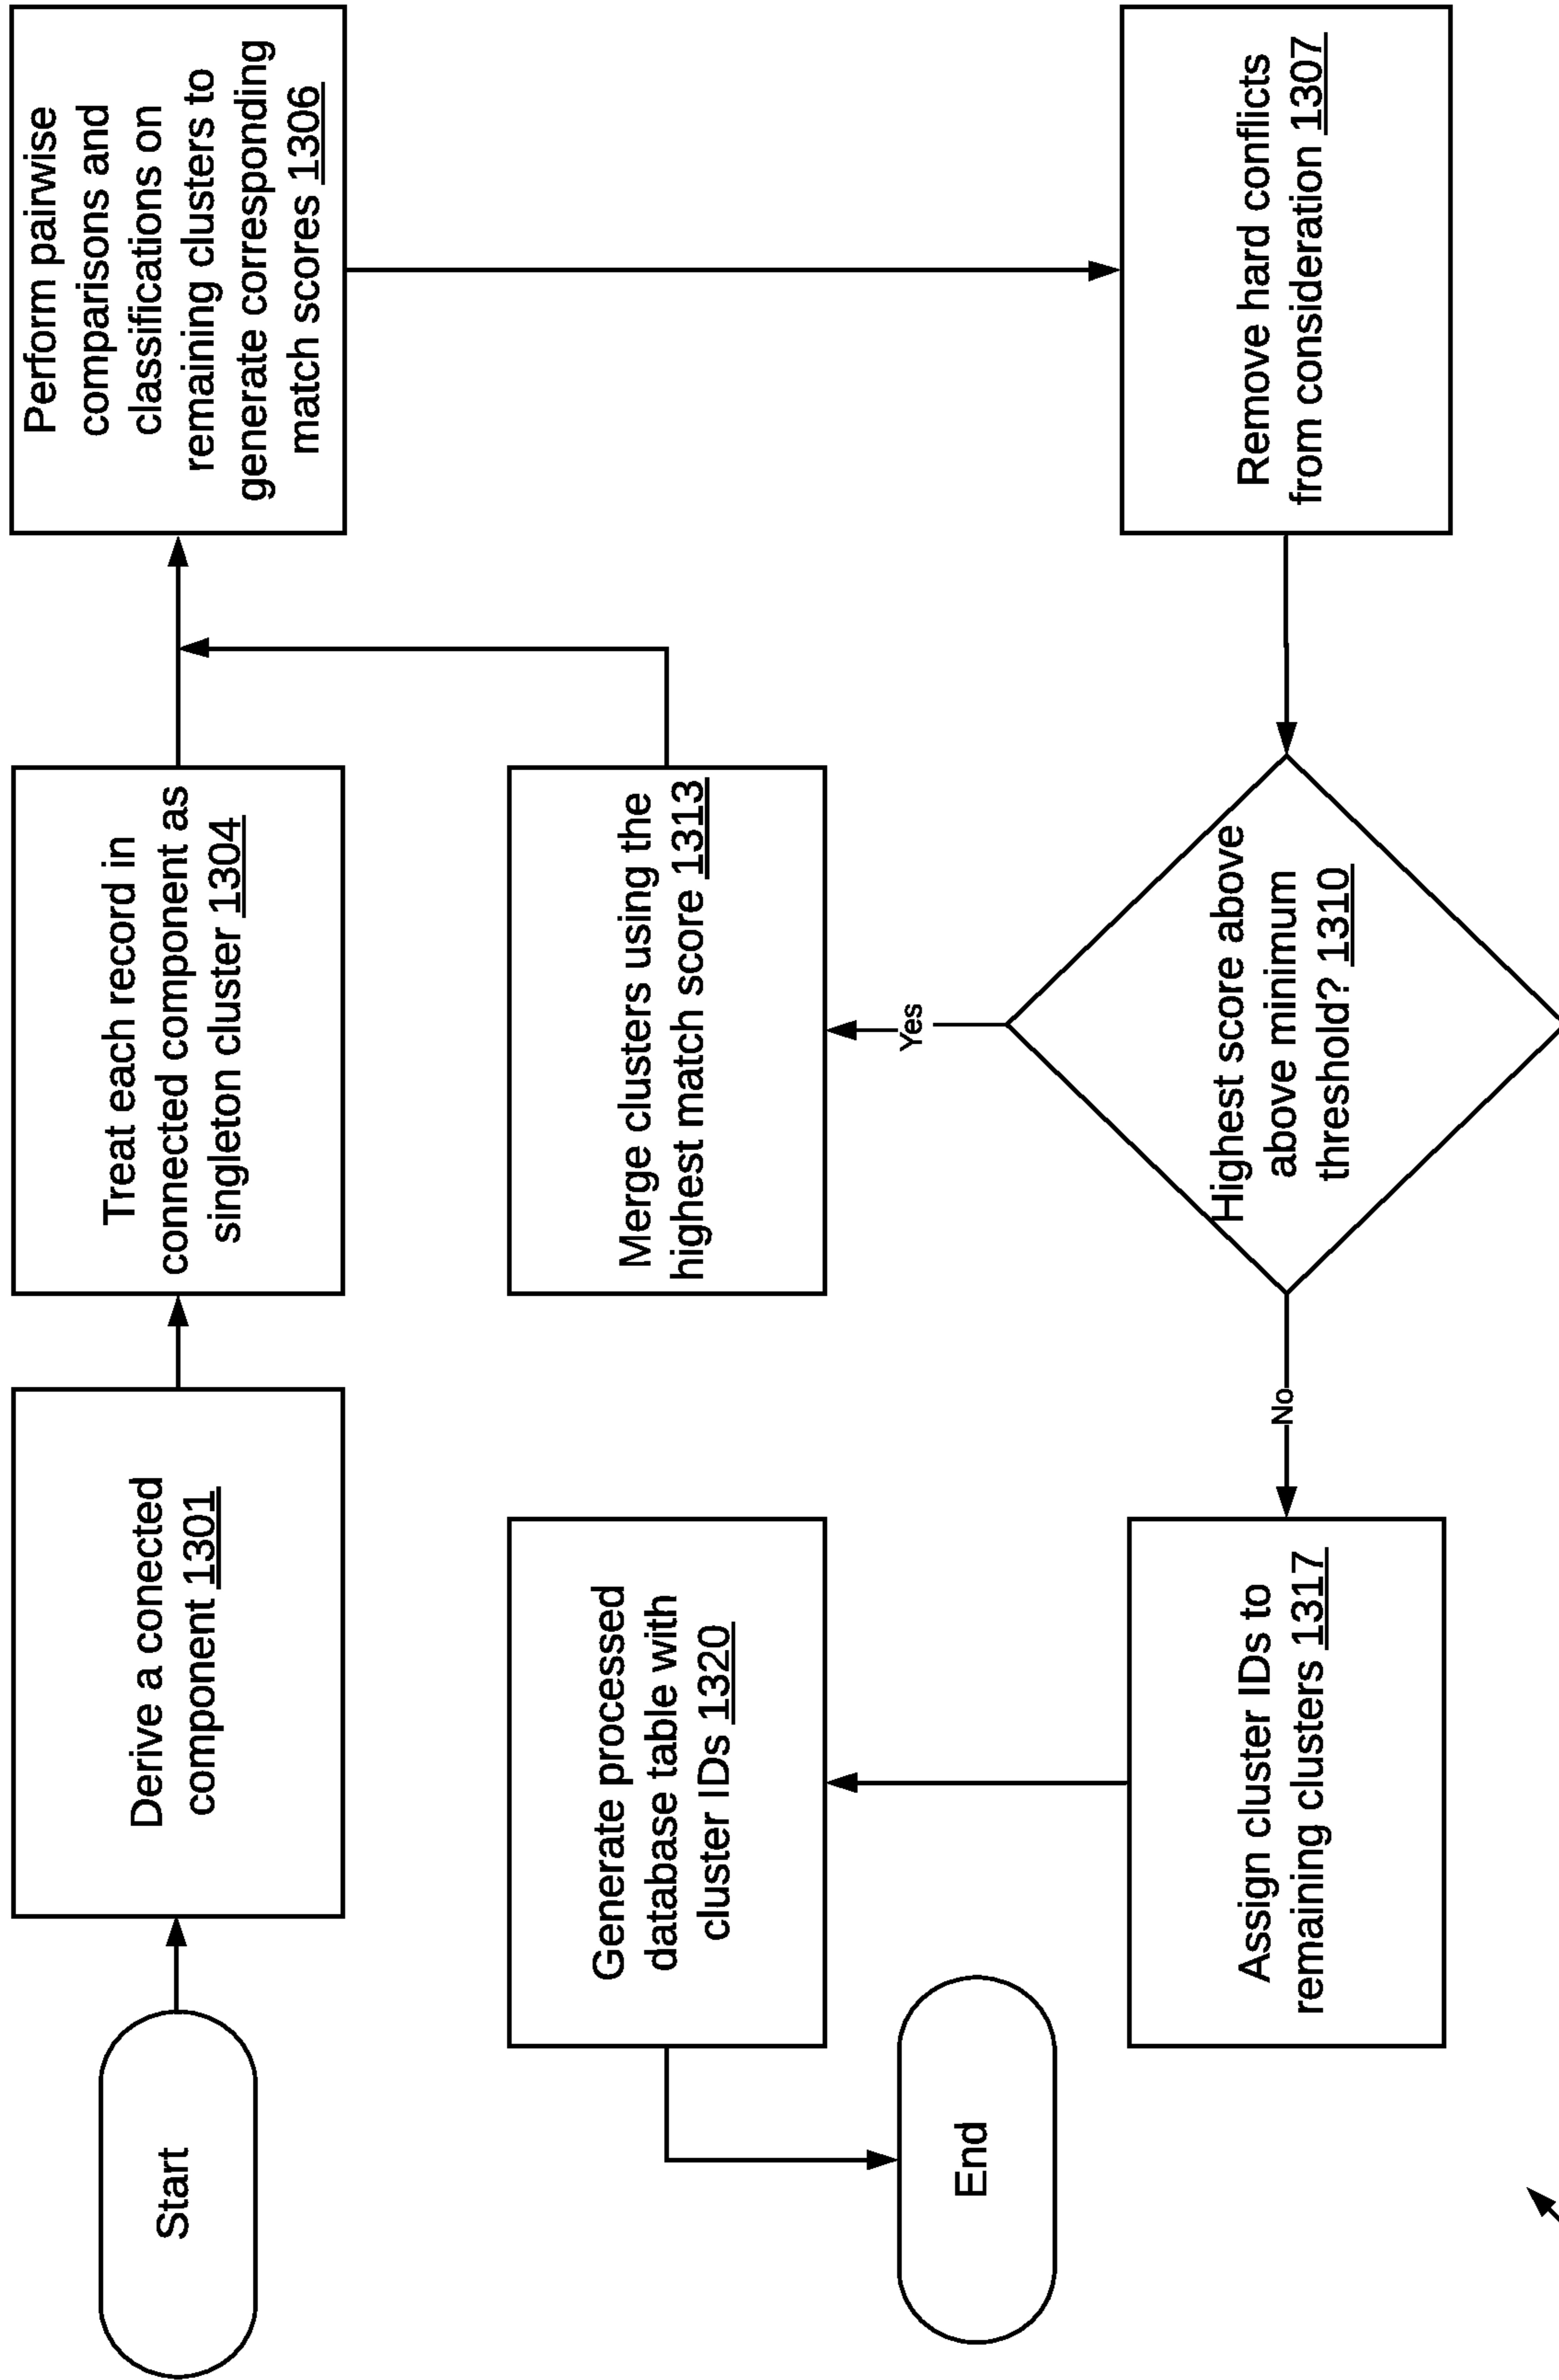 Start
Derive a conected
component 1301
Treat each record in
connected component as
singleton cluster 1304
Perform pairwise
comparisons and
classifications on
remaining clusters to
generate corresponding
match scores 1306
Remove hard conflicts
from consideration 1307
Highest score above
above minimum
threshold? 1310
Yes
Merge clusters using the
highest match score 1313
No
Assign cluster IDs to
remaining clusters 1317
Generate processed
database table with
cluster IDs 1320
End